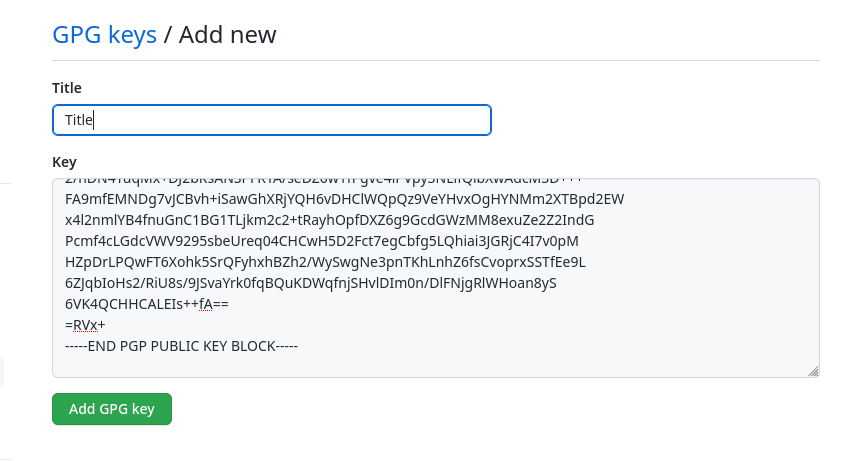 GPG keys / Add new
Title
Title
Key
FA9mfEMNDg7vJCBvh+iSawGhXRjYQH6vDHClWQpQz9VeYHvxOgHYNMm2XTBpd2EW
x4l2nmlYB4fnuGnC1BG1TLjkm2c2+tRayhOpfDXZ6g9GcdGWzMM8exuZe2Z2IndG
Pcmf4cLGdcVWV9295sbeUreq04CHCwH5D2Fct7egCbfg5LQhiai3JGRjC4I7v0pM
HZpDrLPQwFT6Xohk5SrQFyhxhBZh2/WySwgNe3pnTKhLnhZ6fsCvoprxSSTfEe9L
6ZJqbIoHs2/RiU8s/9JSvaYrk0fqBQuKDWqfnjSHvlDIm0n/DlFNjgRlWHoan8yS
6VK4QCHHCALEIs++fA==
=RVx+
-----END PGP PUBLIC KEY BLOCK-----
Add GPG key